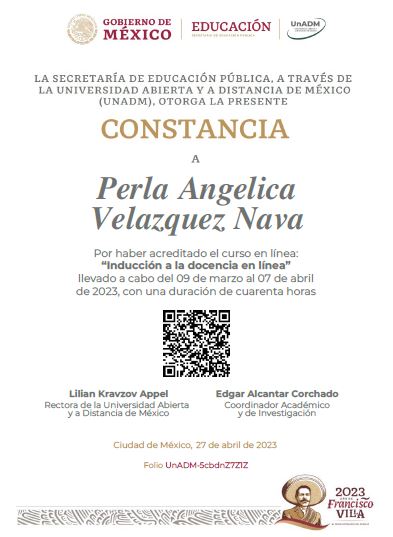 GOBIERNO DE
MÉXICO
EDUCACIÓN
SECRETARÍA DE EDUCACIÓN PÚBLICA
UnADM
LA SECRETARÍA DE EDUCACIÓN PÚBLICA, A TRAVÉS DE
LA UNIVERSIDAD ABIERTA Y A DISTANCIA DE MÉXICO
(UNADM), OTORGA LA PRESENTE
CONSTANCIA
A
Perla Angelica
Velazquez Nava
Por haber acreditado el curso en línea:
“Inducción a la docencia en línea”
llevado a cabo del 09 de marzo al 07 de abril
de 2023, con una duración de cuarenta horas
Lilian Kravzov Appel
Rectora de la Universidad Abierta
y a Distancia de México
Edgar Alcantar Corchado
Coordinador Académico
y de Investigación
Ciudad de México, 27 de abril de 2023
Folio UnADM-5cbdnZ7Z1Z
2023
Francisco
VILLA